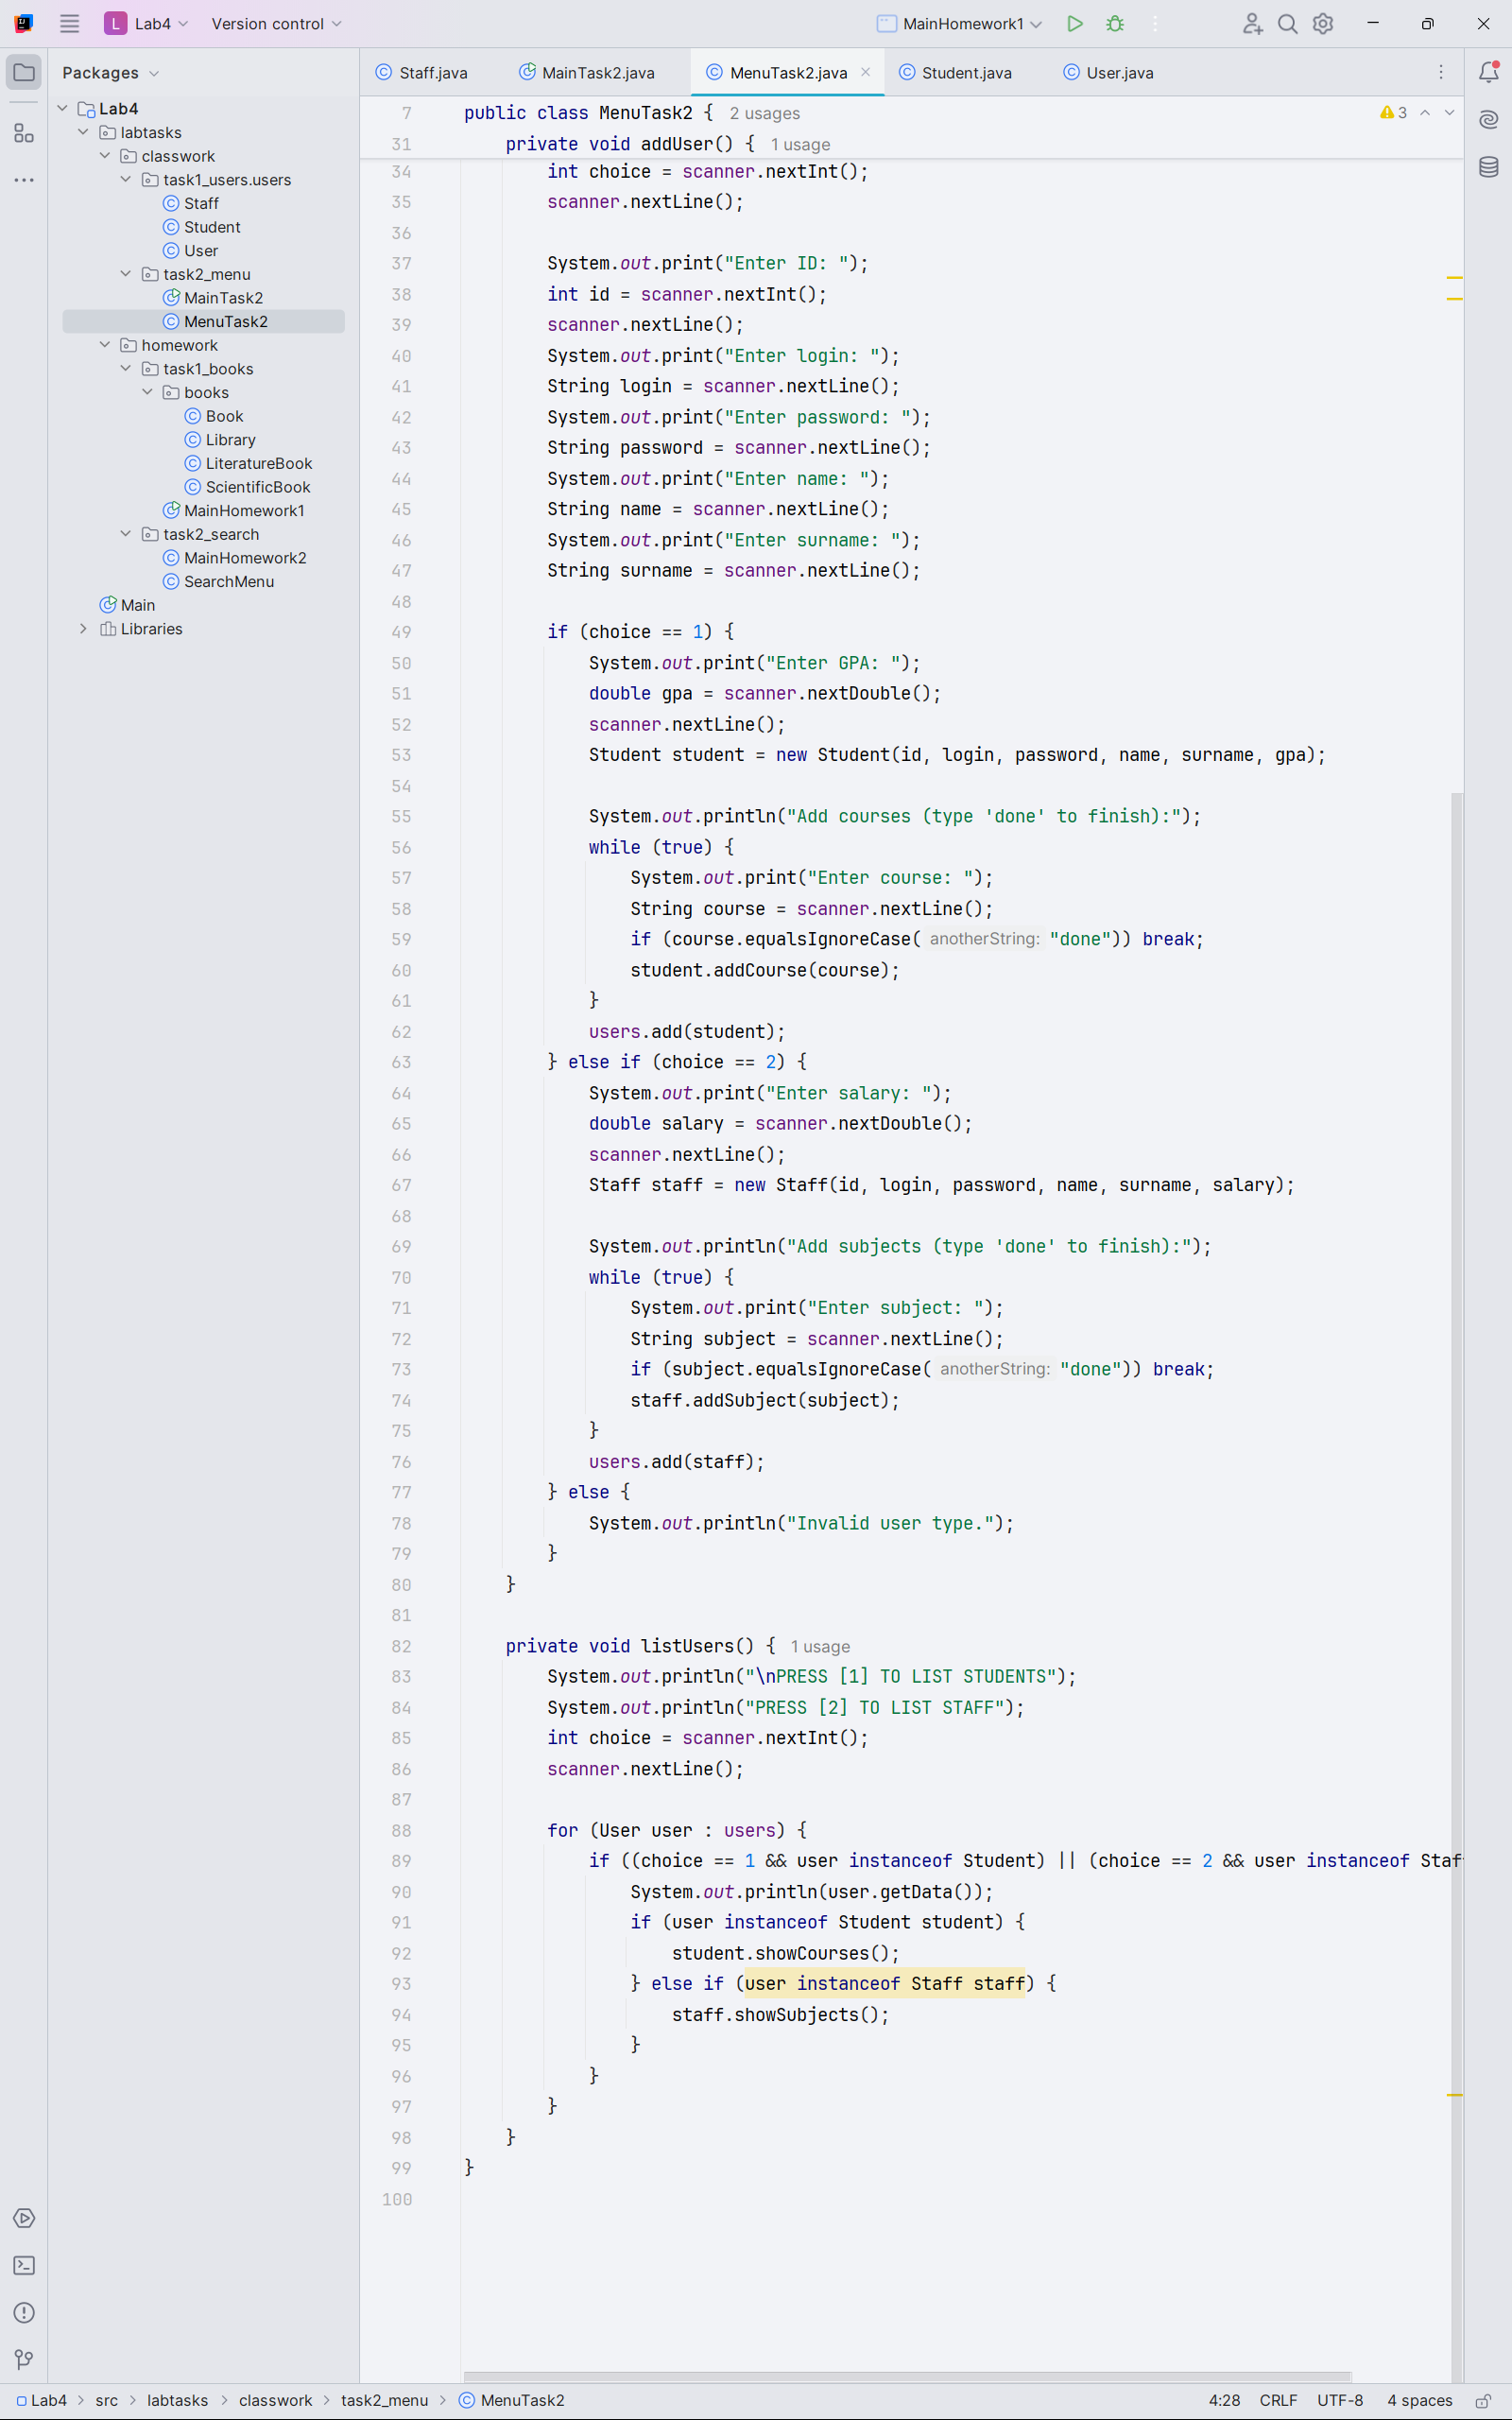 L Lab4 Version control MainHomework1
Packages
Lab4
labtasks
classwork
task1_users.users
Staff
Student
User
task2_menu
MainTask2
MenuTask2
homework
task1_books
books
Book
Library
LiteratureBook
ScientificBook
MainHomework1
task2_search
MainHomework2
SearchMenu
Main
Libraries
Staff.java MainTask2.java MenuTask2.java Student.java User.java
7 public class MenuTask2 { 2 usages 3
31 private void addUser() { 1 usage
34 int choice = scanner.nextInt();
35 scanner.nextLine();
36
37 System.out.print("Enter ID: ");
38 int id = scanner.nextInt();
39 scanner.nextLine();
40 System.out.print("Enter login: ");
41 String login = scanner.nextLine();
42 System.out.print("Enter password: ");
43 String password = scanner.nextLine();
44 System.out.print("Enter name: ");
45 String name = scanner.nextLine();
46 System.out.print("Enter surname: ");
47 String surname = scanner.nextLine();
48
49 if (choice == 1) {
50 System.out.print("Enter GPA: ");
51 double gpa = scanner.nextDouble();
52 scanner.nextLine();
53 Student student = new Student(id, login, password, name, surname, gpa);
54
55 System.out.println("Add courses (type 'done' to finish):");
56 while (true) {
57 System.out.print("Enter course: ");
58 String course = scanner.nextLine();
59 if (course.equalsIgnoreCase( anotherString: "done")) break;
60 student.addCourse(course);
61 }
62 users.add(student);
63 } else if (choice == 2) {
64 System.out.print("Enter salary: ");
65 double salary = scanner.nextDouble();
66 scanner.nextLine();
67 Staff staff = new Staff(id, login, password, name, surname, salary);
68
69 System.out.println("Add subjects (type 'done' to finish):");
70 while (true) {
71 System.out.print("Enter subject: ");
72 String subject = scanner.nextLine();
73 if (subject.equalsIgnoreCase( anotherString: "done")) break;
74 staff.addSubject(subject);
75 }
76 users.add(staff);
77 } else {
78 System.out.println("Invalid user type.");
79 }
80 }
81
82 private void listUsers() { 1 usage
83 System.out.println("\nPRESS [1] TO LIST STUDENTS");
84 System.out.println("PRESS [2] TO LIST STAFF");
85 int choice = scanner.nextInt();
86 scanner.nextLine();
87
88 for (User user : users) {
89 if ((choice == 1 && user instanceof Student) || (choice == 2 && user instanceof Staf
90 System.out.println(user.getData());
91 if (user instanceof Student student) {
92 student.showCourses();
93 } else if (user instanceof Staff staff) {
94 staff.showSubjects();
95 }
96 }
97 }
98 }
99 }
100
Lab4 > src > labtasks > classwork > task2_menu > MenuTask2 4:28 CRLF UTF-8 4 spaces